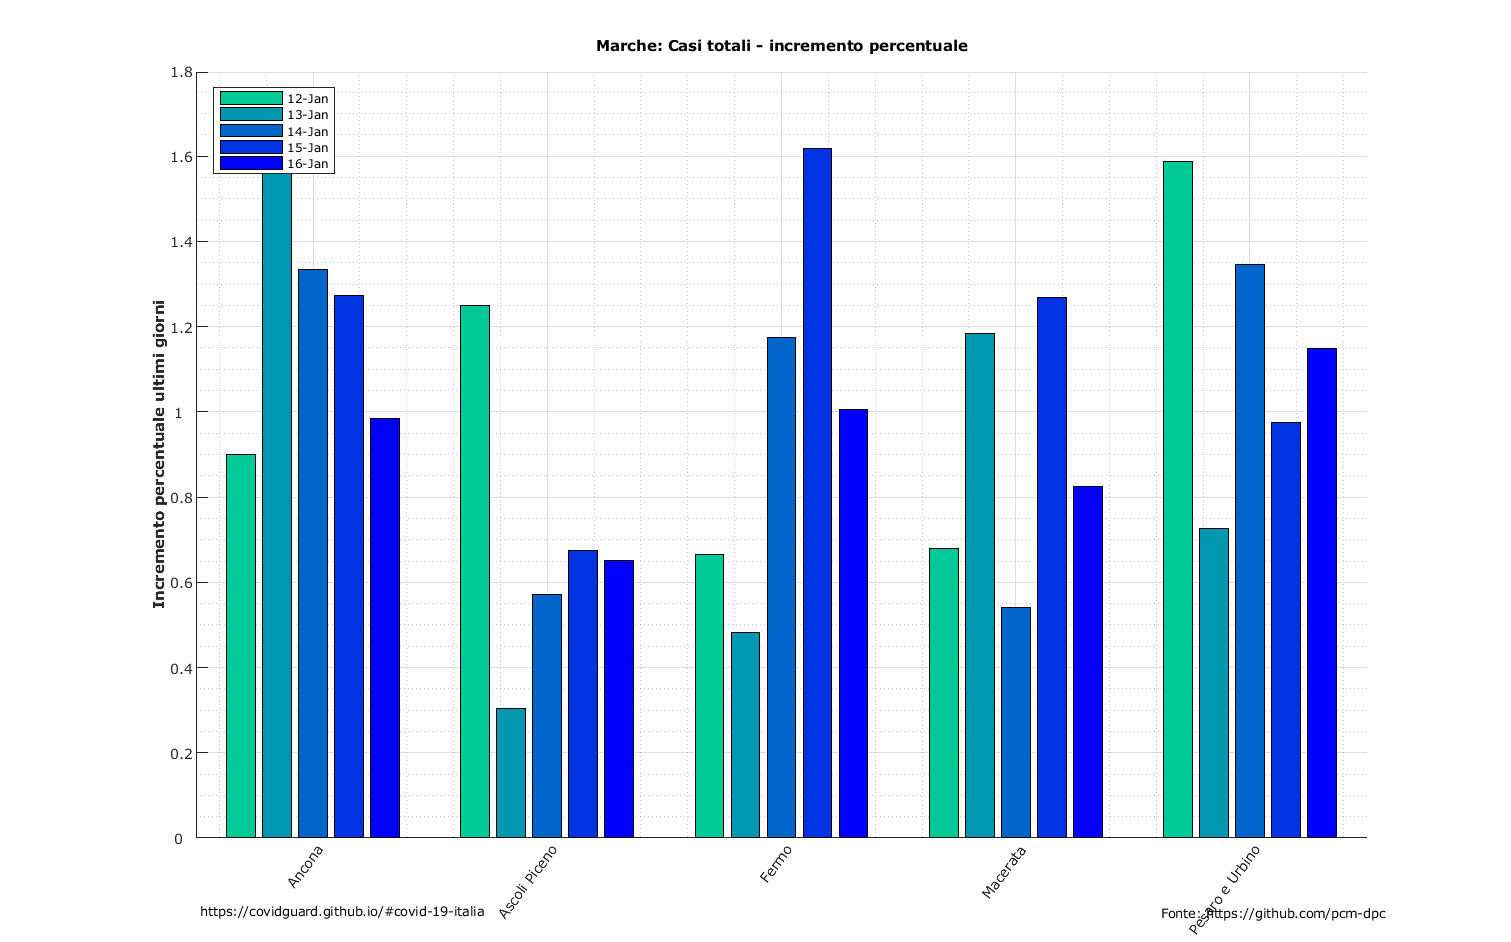 Marche: Casi totali - incremento percentuale
1.8
1.6
1.4
1.2
1
0.8
0.6
0.4
0.2
0
Incremento percentuale ultimi giorni
12-Jan
13-Jan
14-Jan
15-Jan
16-Jan
Ancona
Ascoli Piceno
Fermo
Macerata
Pesaro e Urbino
https://covidguard.github.io/#covid-19-italia
Fonte: https://github.com/pcm-dpc